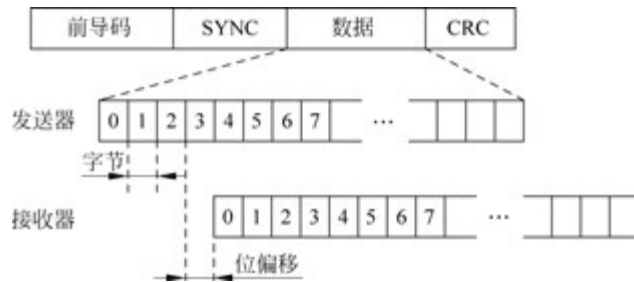 前导码 SYNC 数据 CRC
发送器 0 1 2 3 4 5 6 7 ...
字节
接收器 0 1 2 3 4 5 6 7 ...
位偏移